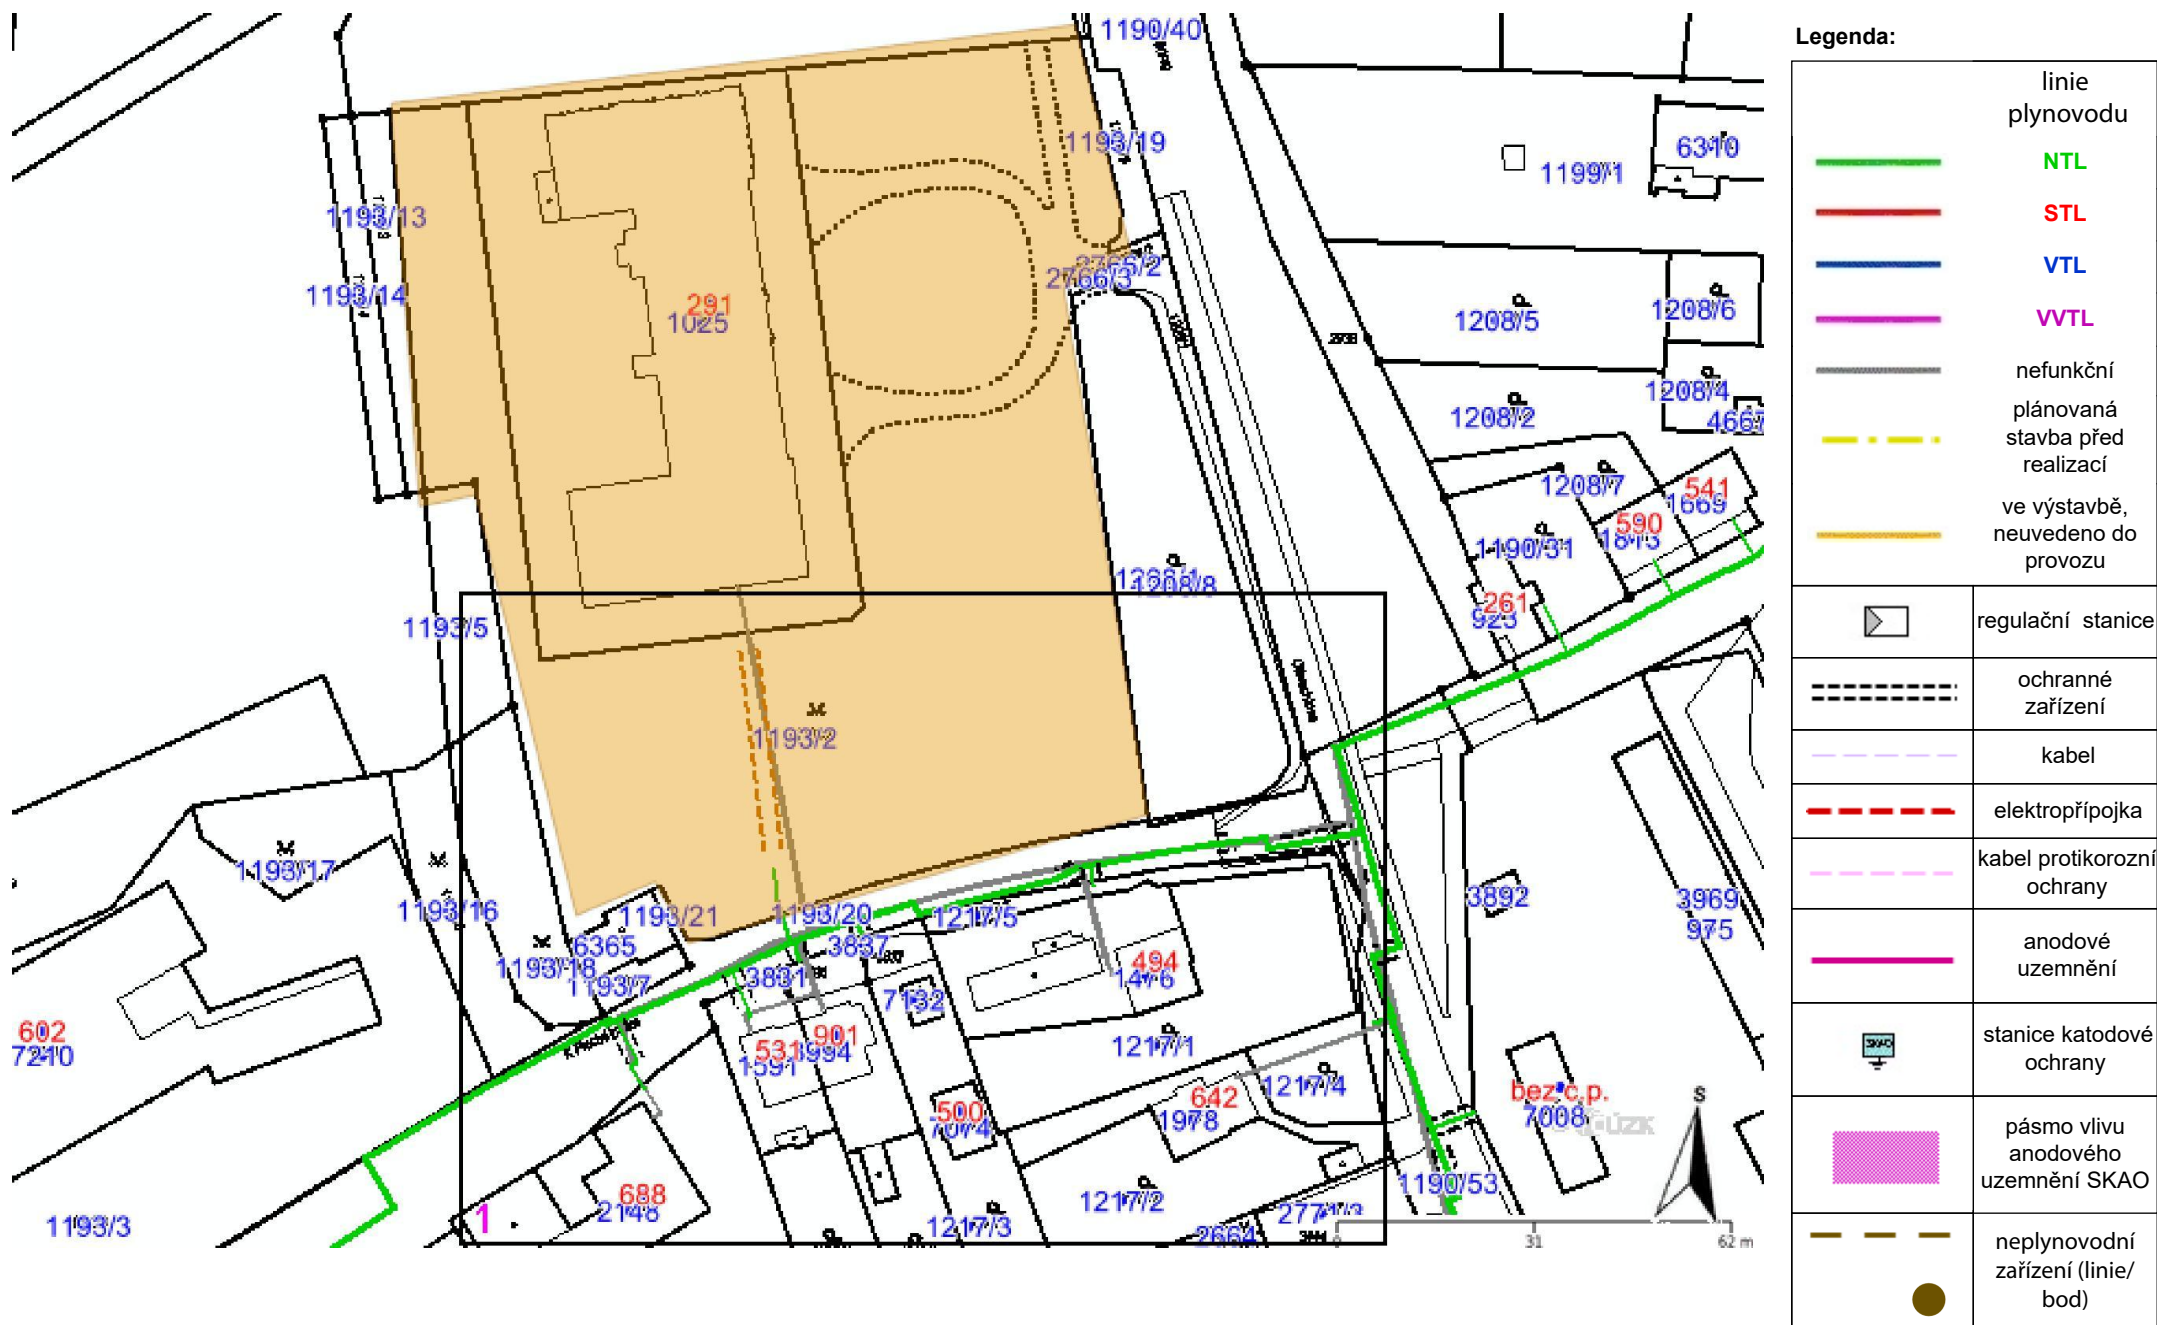 1190/40
1193/19
1199/1
6310
1193/13
1193/14
2766/2
2766/3
291
1025
1208/5
1208/6
1208/4
4667
1208/2
1208/7
541
1669
590
1190/31
261
923
1208/8
1193/5
1193/2
1193/17
1193/16
1193/21
1193/20
1217/5
3837
6365
1193/18
1193/7
3831
7132
494
1476
3892
3969
975
602
7210
901
531
3994
1591
1217/1
1217/4
500
7074
642
1978
bez č.p.
7008
S
688
2148
1
1193/3
1217/2
1217/3
1190/53
2664
0
31
62 m
Legenda:
linie
plynovodu
NTL
STL
VTL
VVTL
nefunkční
plánovaná
stavba před
realizací
ve výstavbě,
neuvedeno do
provozu
regulační stanice
ochranné
zařízení
kabel
elektropřípojka
kabel protikorozní
ochrany
anodové
uzemnění
SKAO
stanice katodové
ochrany
pásmo vlivu
anodového
uzemnění SKAO
neplynovodní
zařízení (linie/
bod)